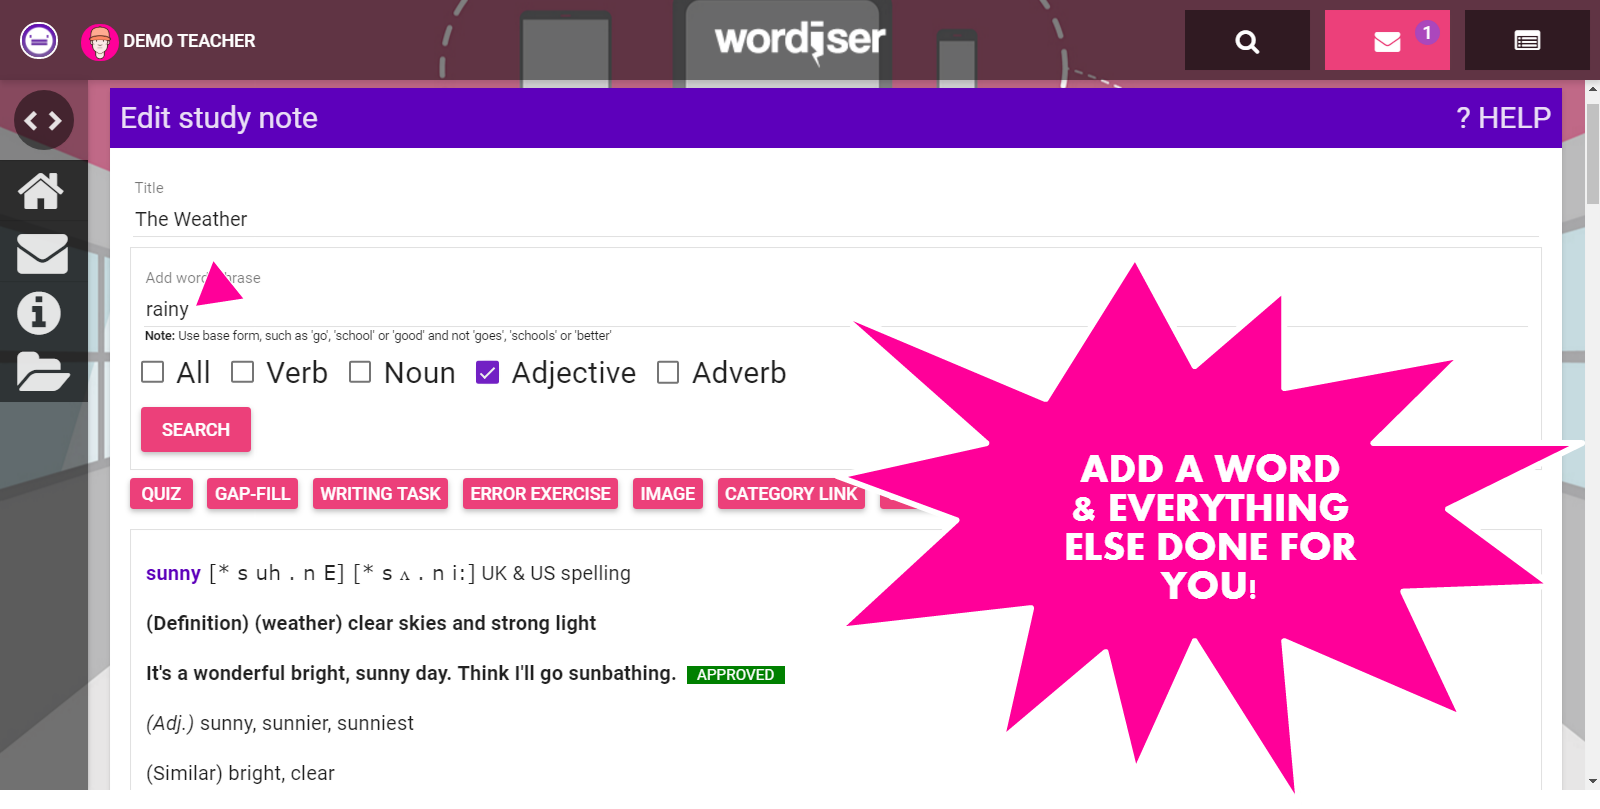 DEMO TEACHER
wordiser
1
Edit study note
? HELP
Title
The Weather
Add word
rainy
Note: Use base form, such as 'go', 'school' or 'good' and not 'goes', 'schools' or 'better'
All Verb Noun Adjective Adverb
SEARCH
QUIZ GAP-FILL WRITING TASK ERROR EXERCISE IMAGE CATEGORY LINK
sunny [* s uh . n E] [* s ʌ . n i:] UK & US spelling
(Definition) (weather) clear skies and strong light
It's a wonderful bright, sunny day. Think I'll go sunbathing. APPROVED
(Adj.) sunny, sunnier, sunniest
(Similar) bright, clear
ADD A WORD
& EVERYTHING
ELSE DONE FOR
YOU!